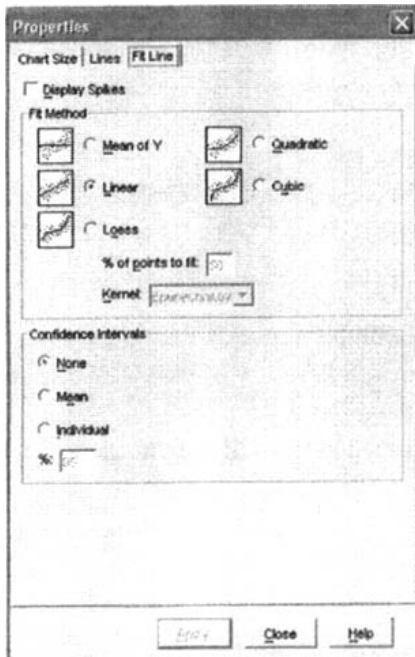 Properties
Chart Size Lines Fit Line
Display Spikes
Fit Method
Mean of Y
Quadratic
Linear
Cubic
Loess
% of points to fit: 50
Kernel:
Confidence Intervals
None
Mean
Individual
%:
Close Help